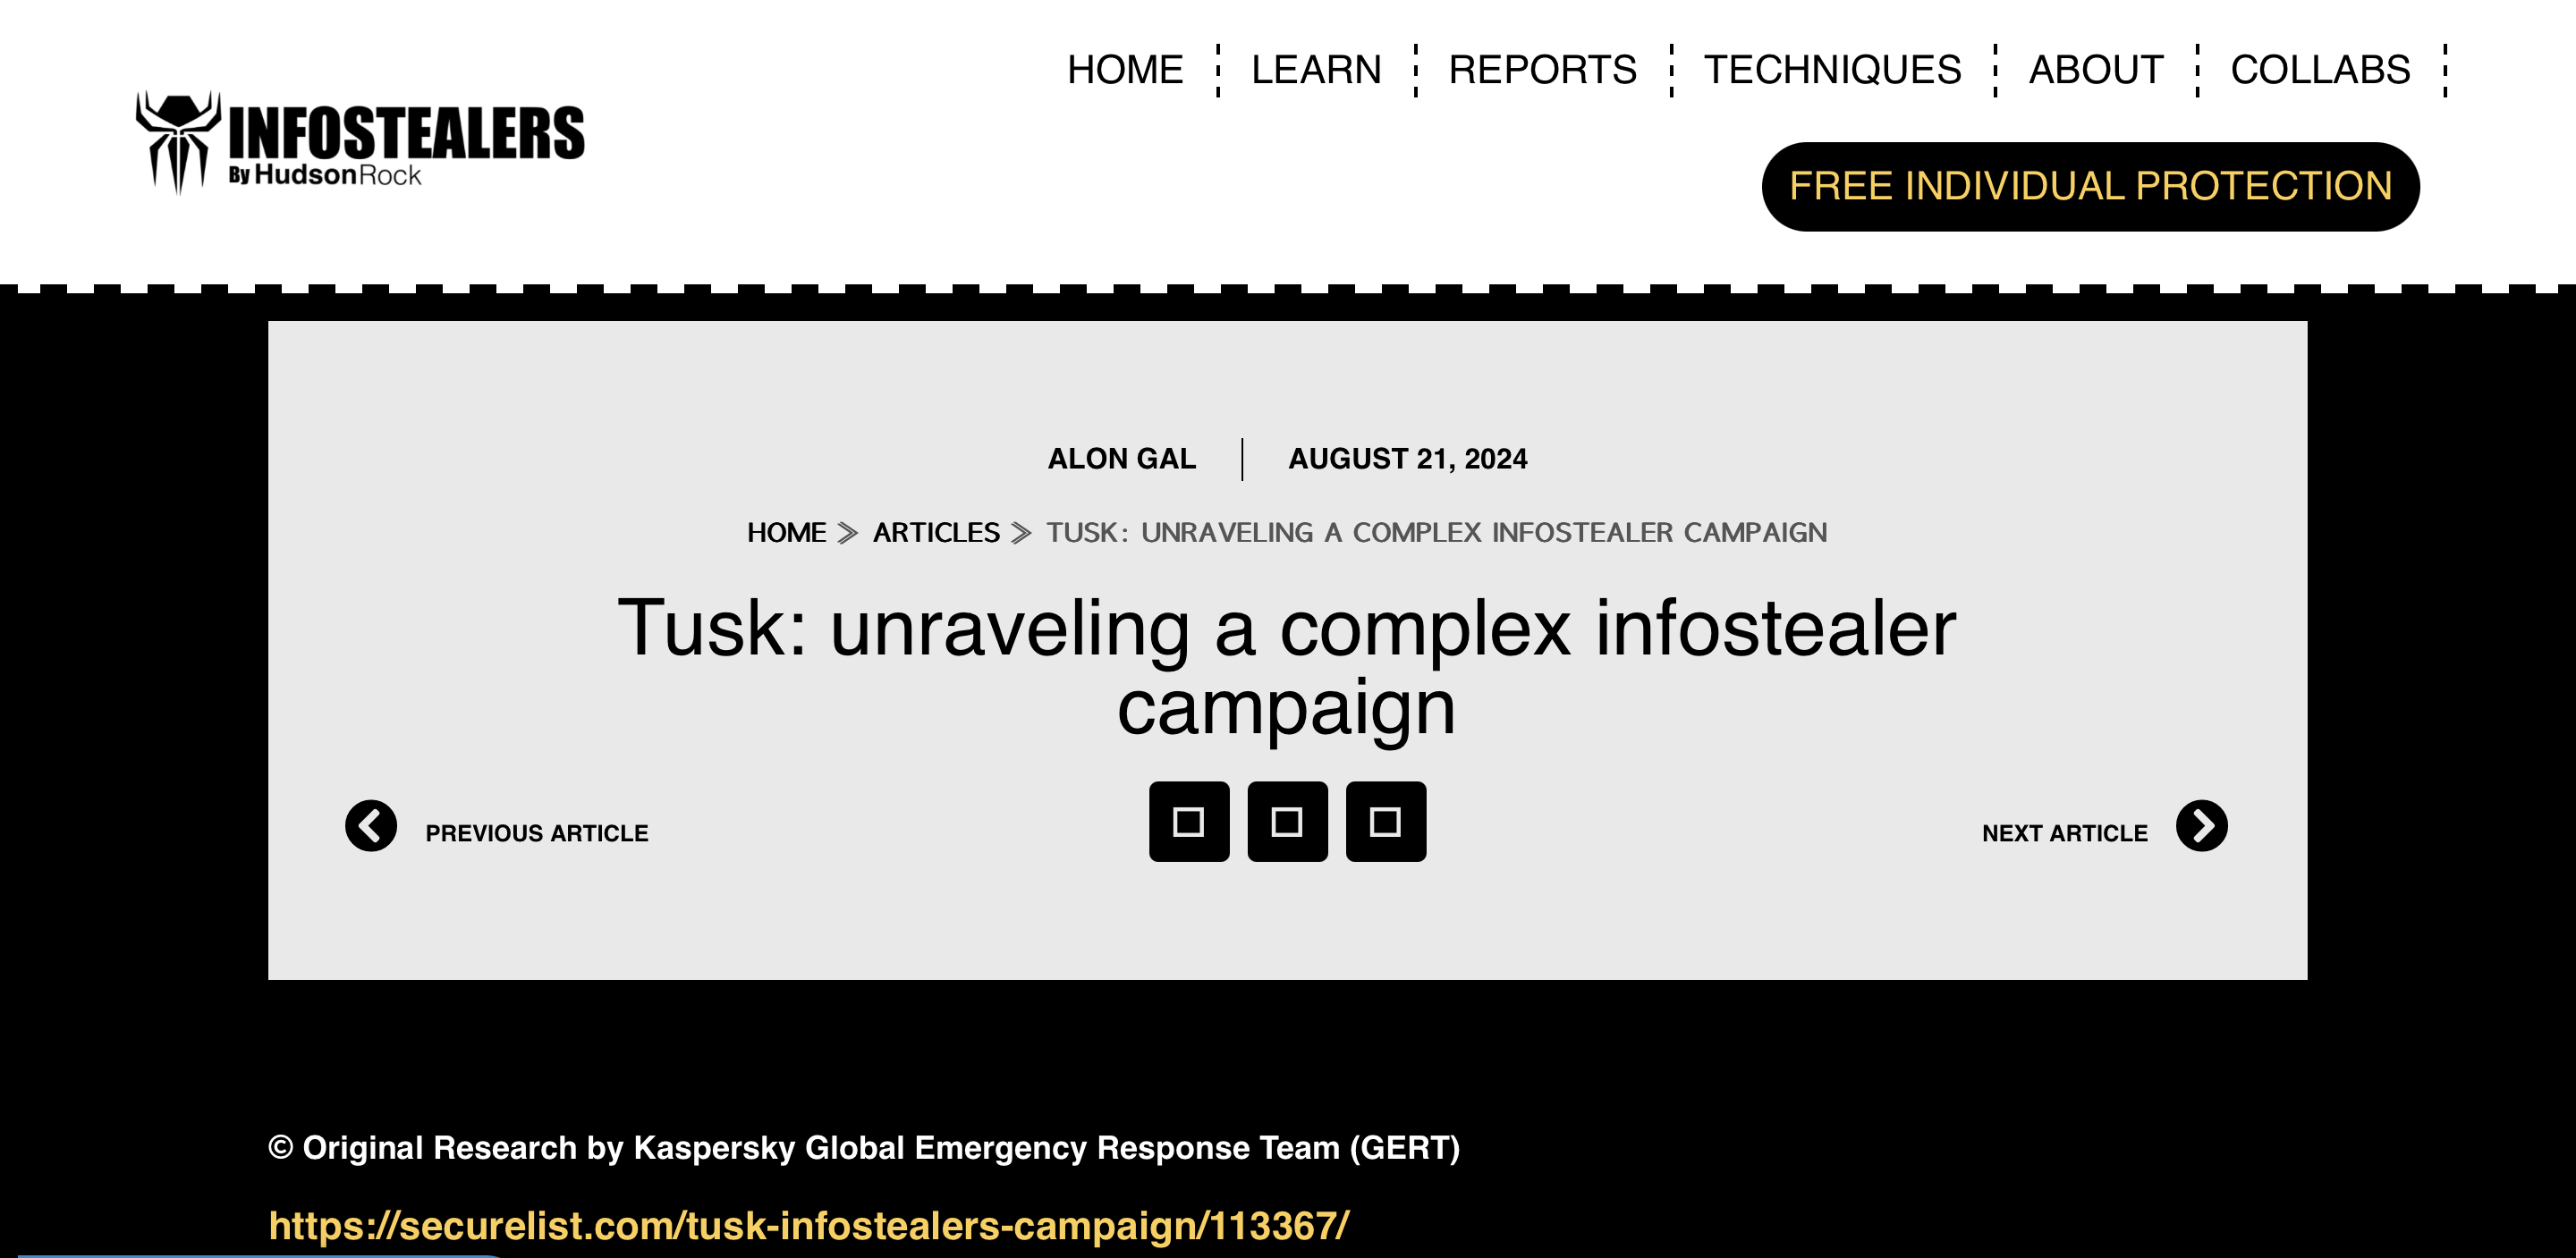 HOME
LEARN
REPORTS
TECHNIQUES
ABOUT
COLLABS
INFOSTEALERS
By HudsonRock
FREE INDIVIDUAL PROTECTION
ALON GAL
AUGUST 21, 2024
HOME » ARTICLES » TUSK: UNRAVELING A COMPLEX INFOSTEALER CAMPAIGN
Tusk: unraveling a complex infostealer
campaign
PREVIOUS ARTICLE
NEXT ARTICLE
© Original Research by Kaspersky Global Emergency Response Team (GERT)
https://securelist.com/tusk-infostealers-campaign/113367/